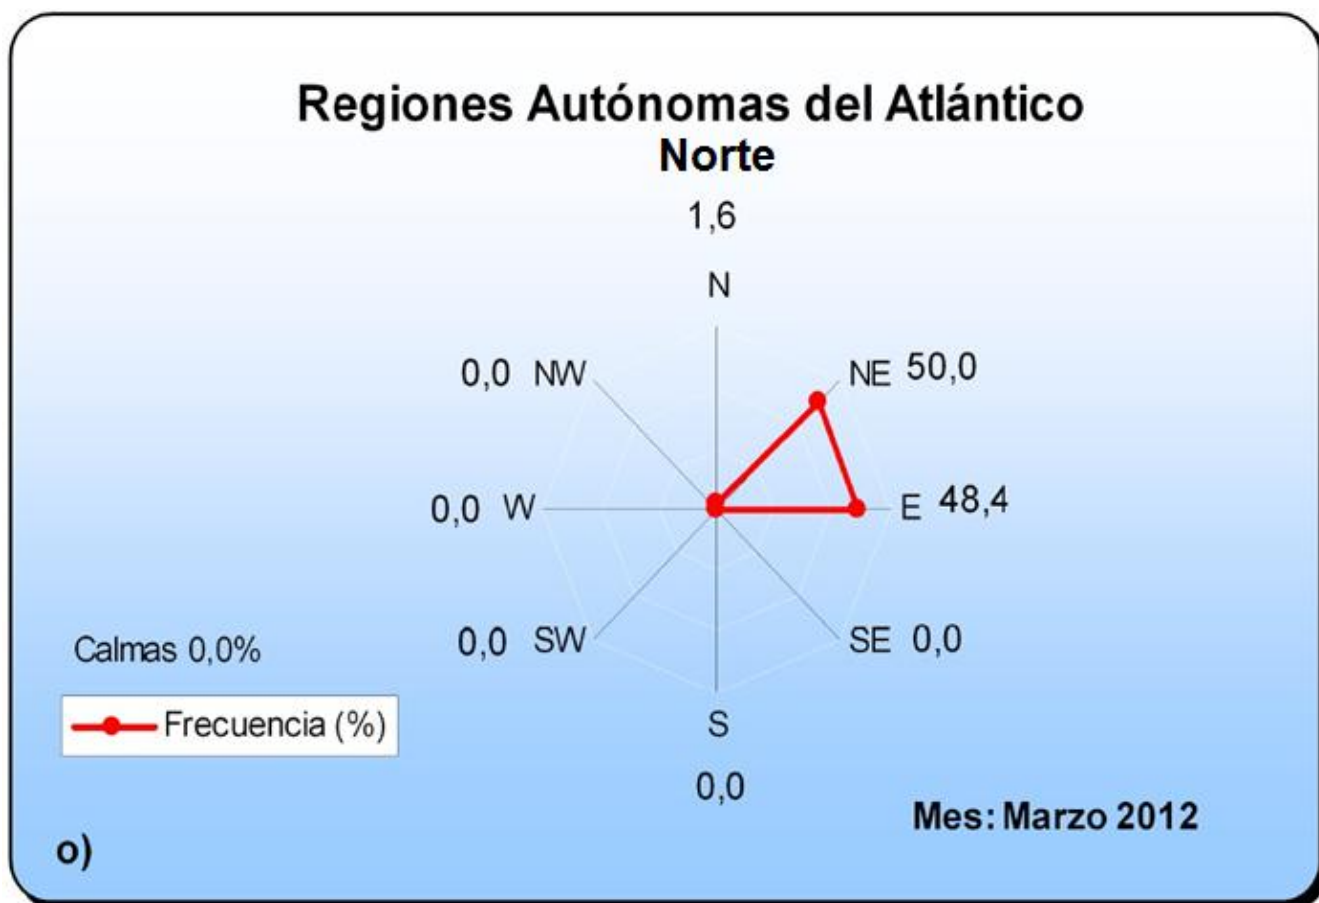 Regiones Autónomas del Atlántico
Norte
1,6
N
0,0 NW
NE 50,0
0,0 W
E 48,4
0,0 SW
SE 0,0
Calmas 0,0%
Frecuencia (%)
S
0,0
Mes: Marzo 2012
o)